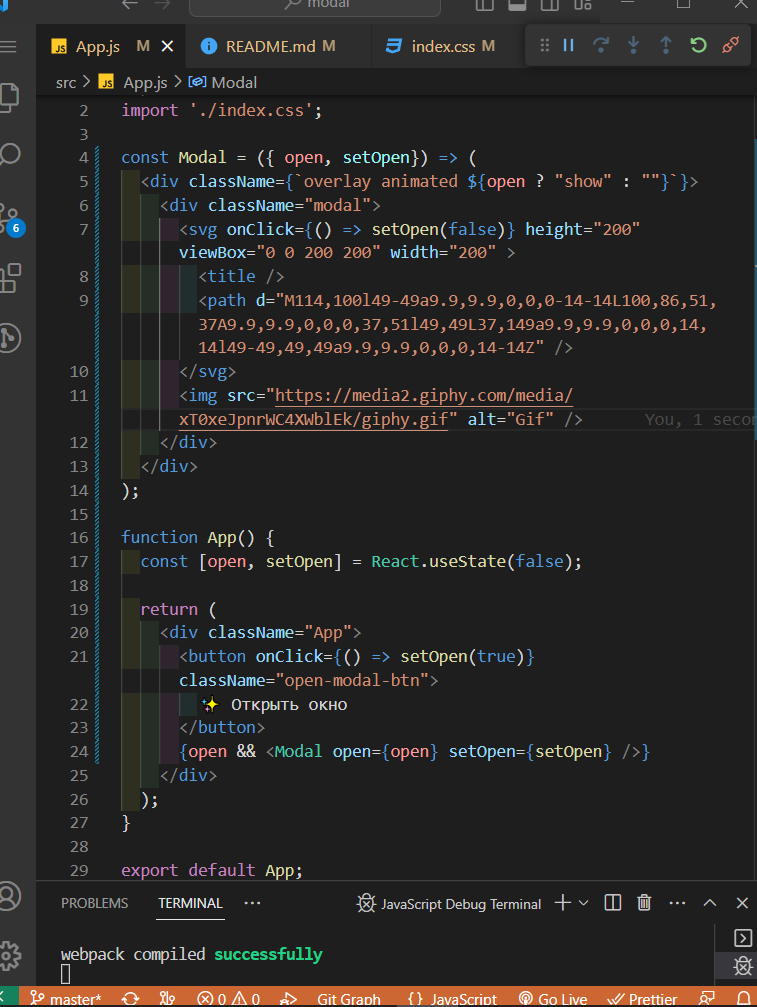 modal
JS App.js M
README.md M
index.css M
src > JS App.js > Modal
2 import './index.css';
3
4 const Modal = ({ open, setOpen}) => (
5 <div className={`overlay animated ${open ? "show" : ""}`}>
6 <div className="modal">
7 <svg onClick={() => setOpen(false)} height="200"
viewBox="0 0 200 200" width="200" >
8 <title />
9 <path d="M114,100l49-49a9.9,9.9,0,0,0-14-14L100,86,51,
37A9.9,9.9,0,0,0,37,51l49,49L37,149a9.9,9.9,0,0,0,14,
14l49-49,49,49a9.9,9.9,0,0,0,14-14Z" />
10 </svg>
11 <img src="https://media2.giphy.com/media/
xT0xeJpnrWC4XWblEk/giphy.gif" alt="Gif" /> You, 1 secon
12 </div>
13 </div>
14 );
15
16 function App() {
17 const [open, setOpen] = React.useState(false);
18
19 return (
20 <div className="App">
21 <button onClick={() => setOpen(true)}
className="open-modal-btn">
22 ✨ Открыть окно
23 </button>
24 {open && <Modal open={open} setOpen={setOpen} />}
25 </div>
26 );
27 }
28
29 export default App;
6
PROBLEMS TERMINAL ··· JavaScript Debug Terminal
webpack compiled successfully
master* 0 0 Git Graph {} JavaScript Go Live Prettier